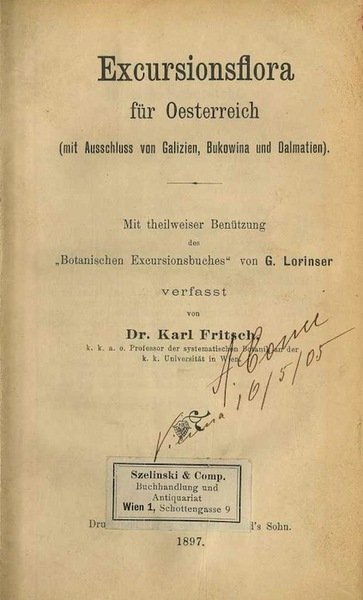 Excursionsflora
für Oesterreich
(mit Ausschluss von Galizien, Bukowina und Dalmatien).
Mit theilweiser Benützung
des
„Botanischen Excursionsbuches“ von G. Lorinser
verfasst
von
Dr. Karl Fritsch
k. k. a. o. Professor der systematischen Botanik an der
k. k. Universität in Wien.
Vienna 16/5/05
Szelinski & Comp.
Buchhandlung und
Antiquariat
Wien 1, Schottengasse 9
's Sohn.
1897.